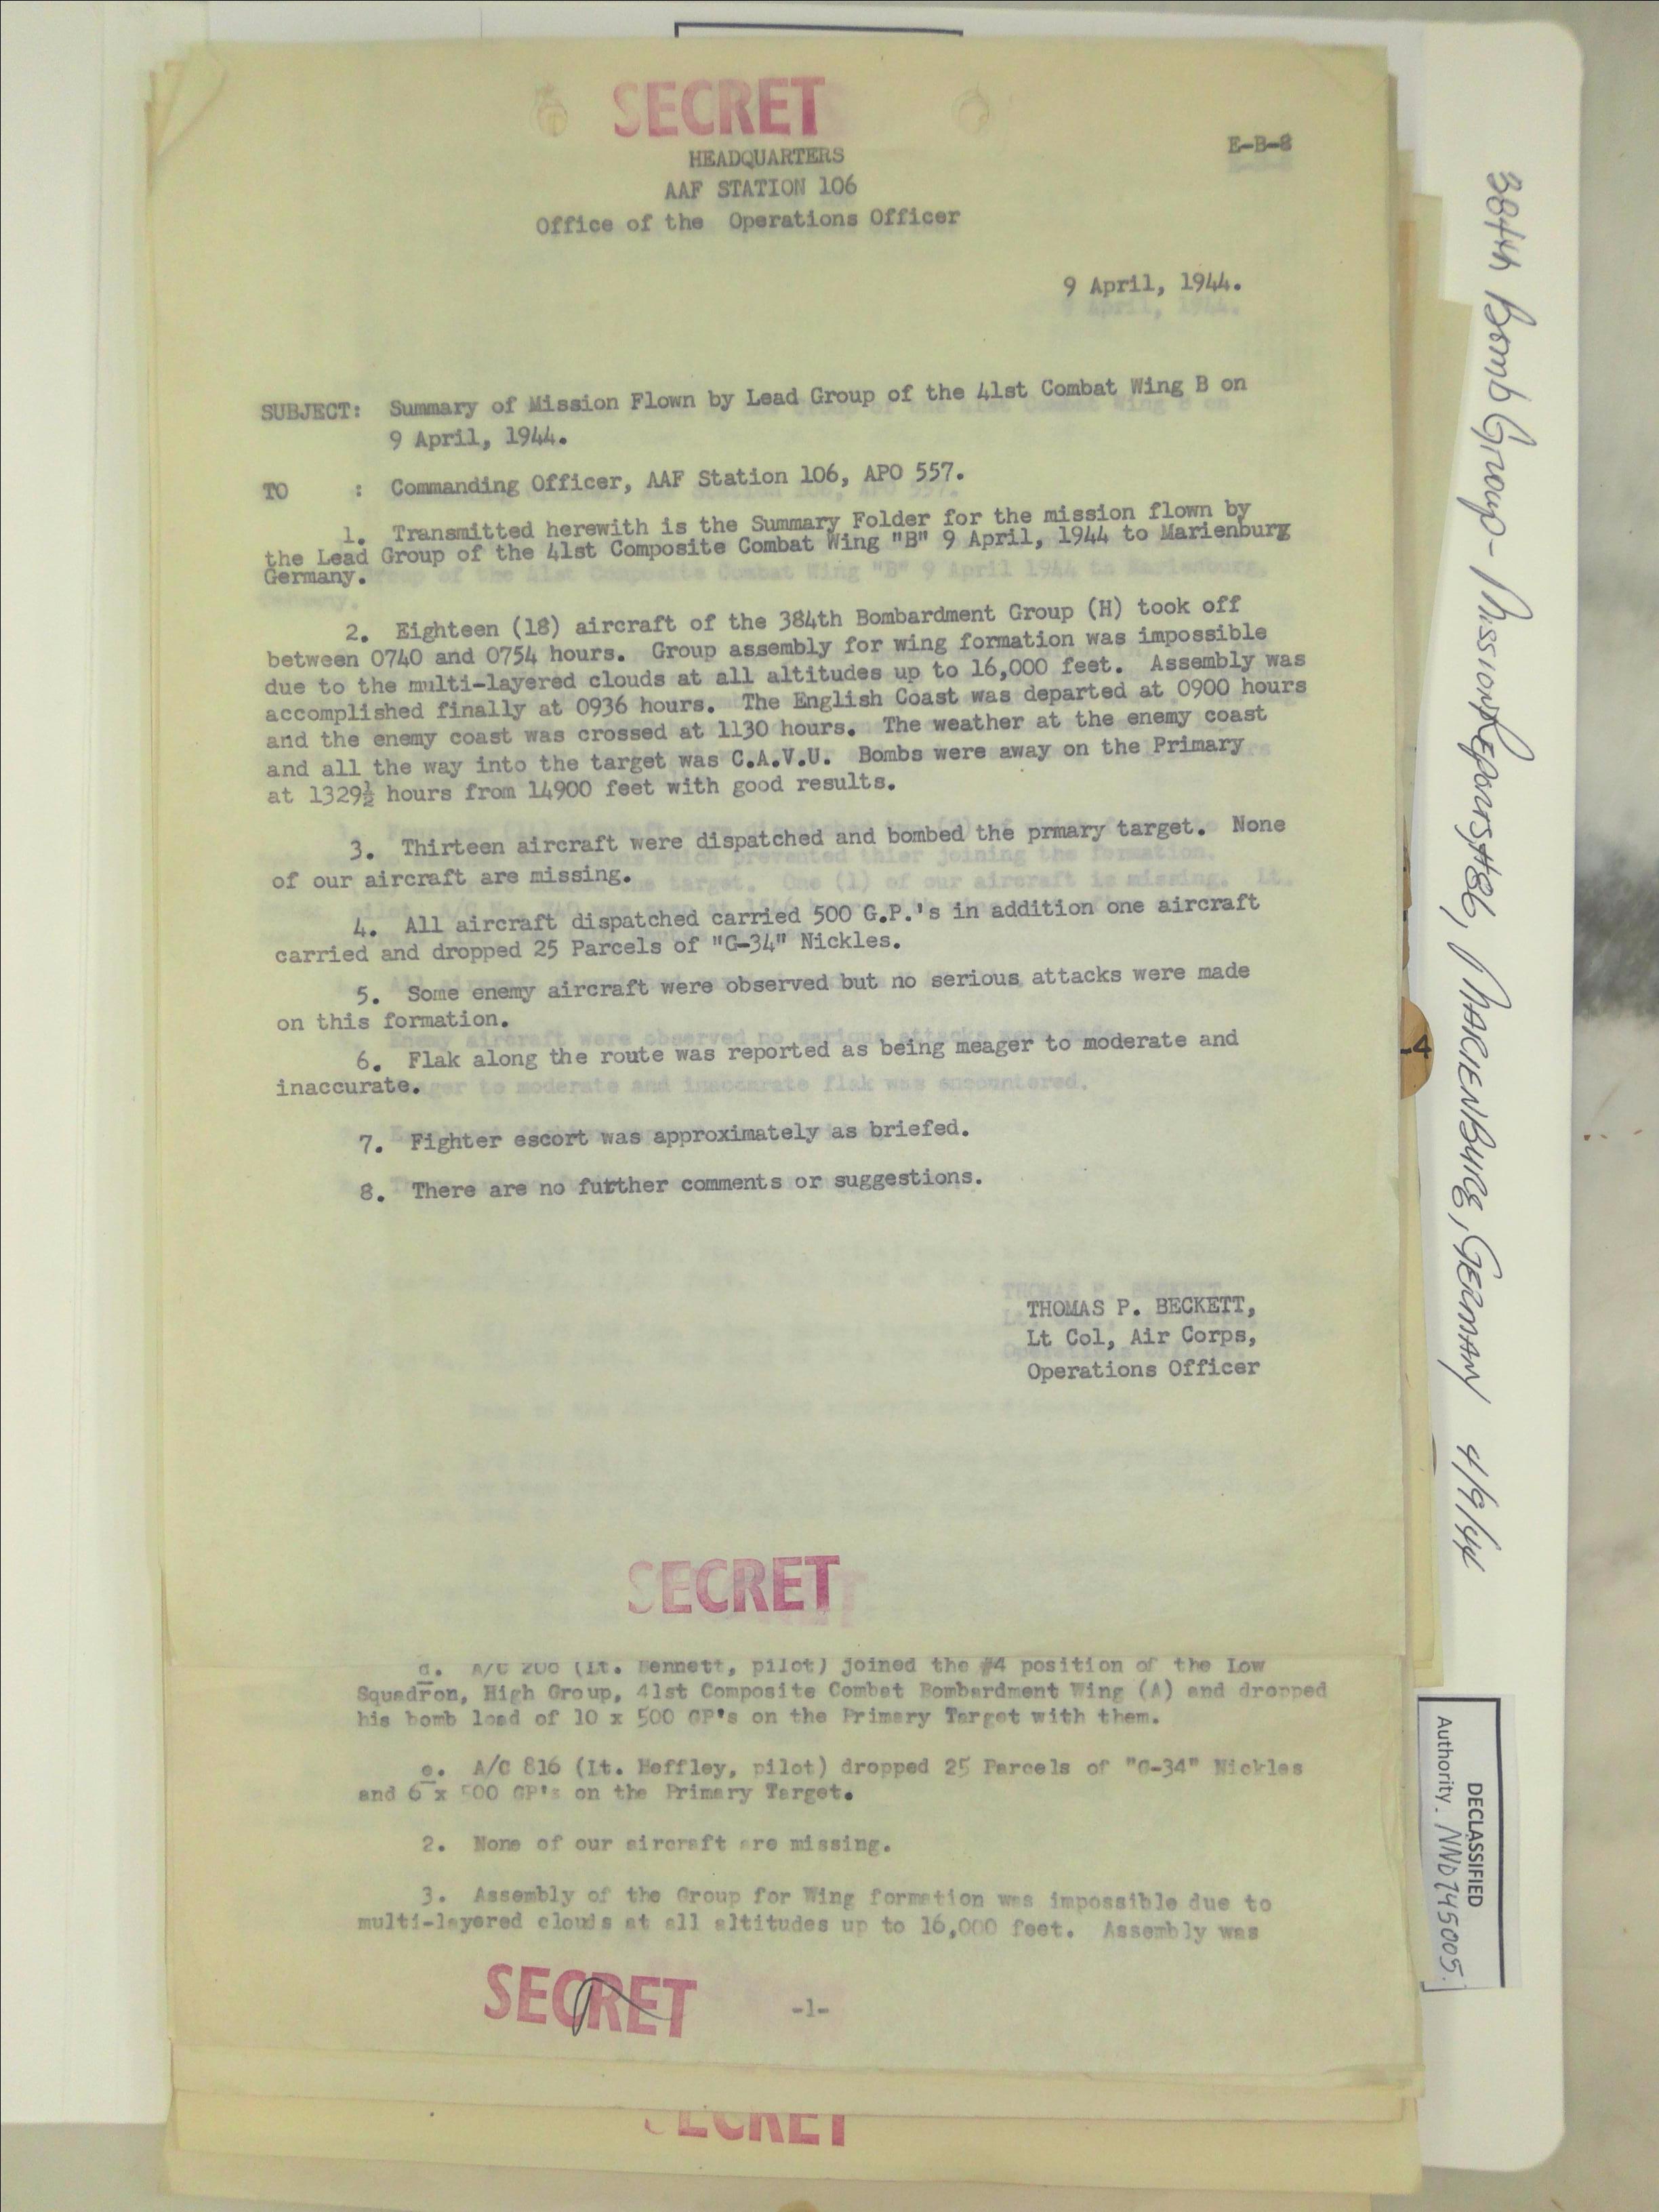 SECRET
E-B-8
HEADQUARTERS
AAF STATION 106
Office of the Operations Officer
9 April, 1944.
SUBJECT: Summary of Mission Flown by Lead Group of the 41st Combat Wing B on
9 April, 1944.
TO : Commanding Officer, AAF Station 106, APO 557.
1. Transmitted herewith is the Summary Folder for the mission flown by
the Lead Group of the 41st Composite Combat Wing "B" 9 April, 1944 to Marienburg
Germany.
2. Eighteen (18) aircraft of the 384th Bombardment Group (H) took off
between 0740 and 0754 hours. Group assembly for wing formation was impossible
due to the multi-layered clouds at all altitudes up to 16,000 feet. Assembly was
accomplished finally at 0936 hours. The English Coast was departed at 0900 hours
and the enemy coast was crossed at 1130 hours. The weather at the enemy coast
and all the way into the target was C.A.V.U. Bombs were away on the Primary
at 1329½ hours from 14900 feet with good results.
3. Thirteen aircraft were dispatched and bombed the prmary target. None
of our aircraft are missing.
4. All aircraft dispatched carried 500 G.P.'s in addition one aircraft
carried and dropped 25 Parcels of "G-34" Nickles.
5. Some enemy aircraft were observed but no serious attacks were made
on this formation.
6. Flak along the route was reported as being meager to moderate and
inaccurate.
7. Fighter escort was approximately as briefed.
8. There are no further comments or suggestions.
THOMAS P. BECKETT,
Lt Col, Air Corps,
Operations Officer
SECRET
d. A/C 206 (Lt. Bennett, pilot) joined the #4 position of the Low
Squadron, High Group, 41st Composite Combat Bombardment Wing (A) and dropped
his bomb load of 10 x 500 GP's on the Primary Target with them.
e. A/C 816 (Lt. Heffley, pilot) dropped 25 Parcels of "G-34" Nickles
and 6 x 500 GP's on the Primary Target.
2. None of our aircraft are missing.
3. Assembly of the Group for Wing formation was impossible due to
multi-layered clouds at all altitudes up to 16,000 feet. Assembly was
SECRET
-1-
SECRET
384th Bomb Group - Mission Reports #86, MARIENBURG, GERMANY 4/9/44
-4
DECLASSIFIED
Authority. NND745005